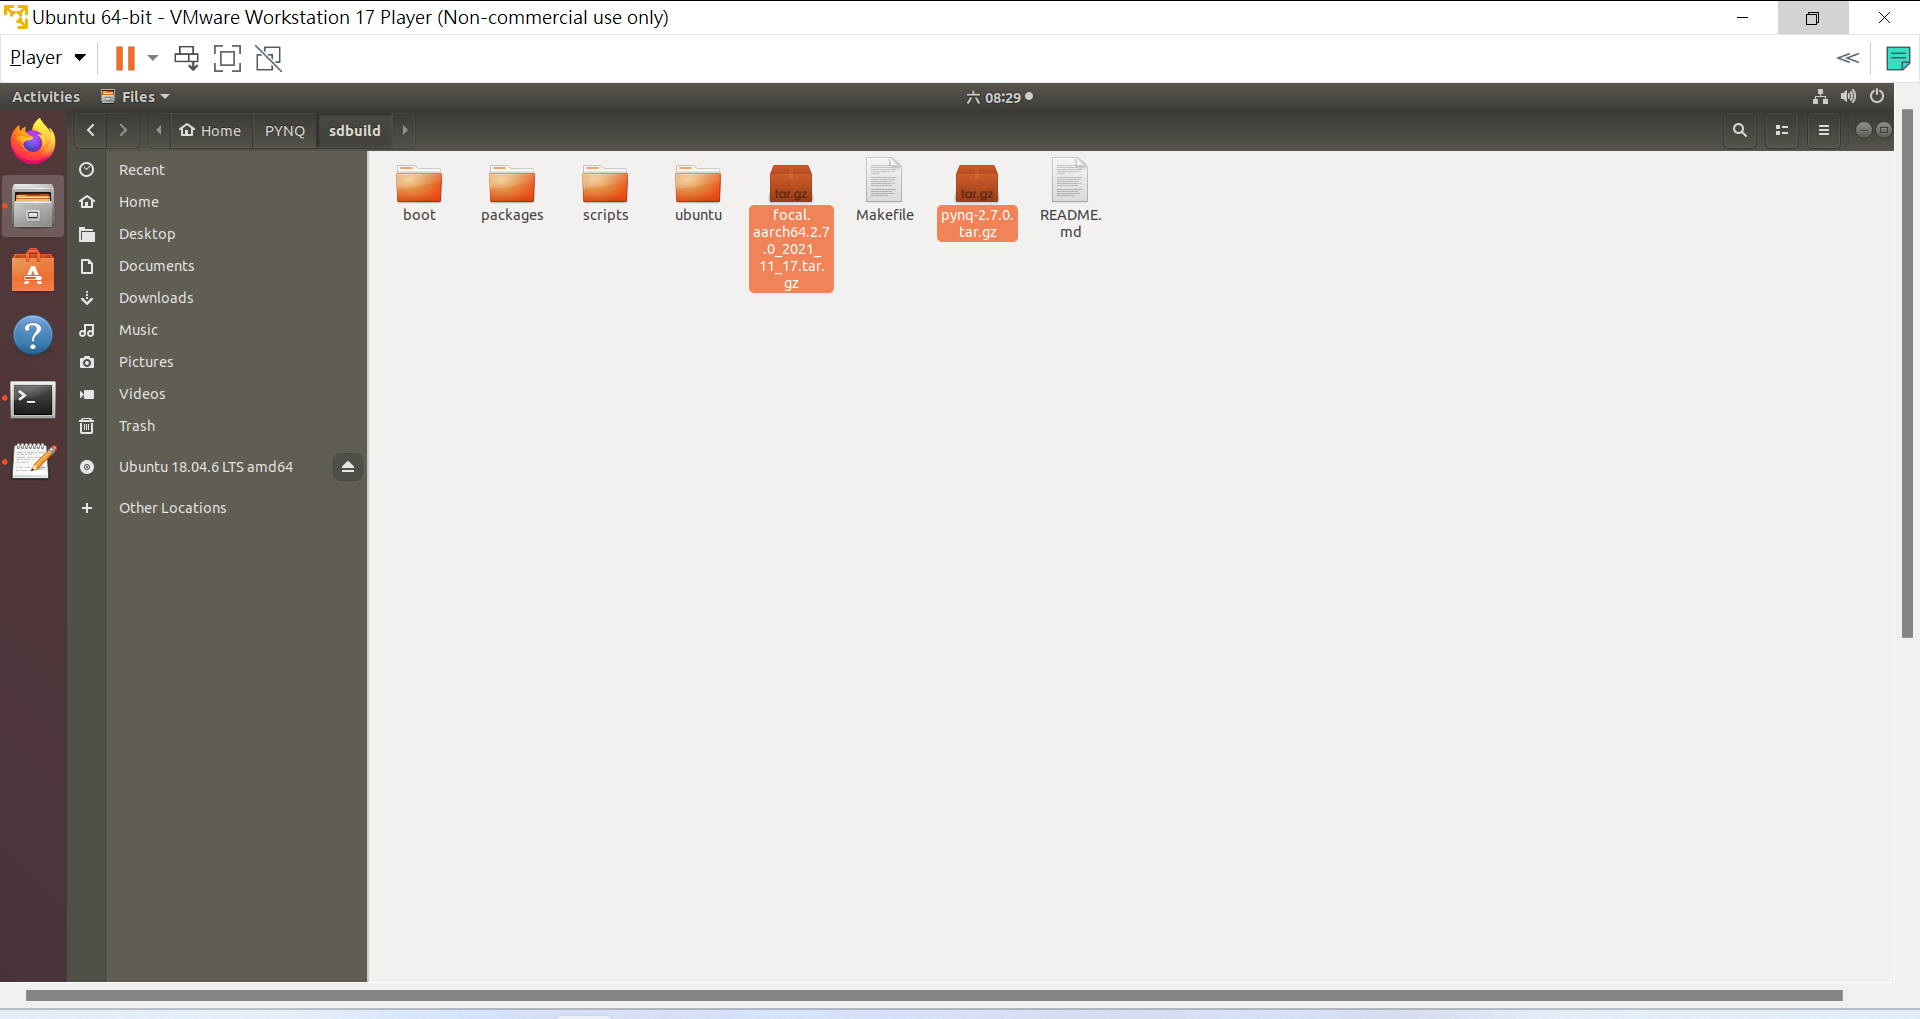 Ubuntu 64-bit - VMware Workstation 17 Player (Non-commercial use only)
Player
Activities
Files
六 08:29
Home
PYNQ
sdbuild
Recent
Home
Desktop
Documents
Downloads
Music
Pictures
Videos
Trash
Ubuntu 18.04.6 LTS amd64
Other Locations
boot
packages
scripts
ubuntu
tar.gz
focal.
aarch64.2.7
.0_2021_
11_17.tar.
gz
Makefile
tar.gz
pynq-2.7.0.
tar.gz
README.
md